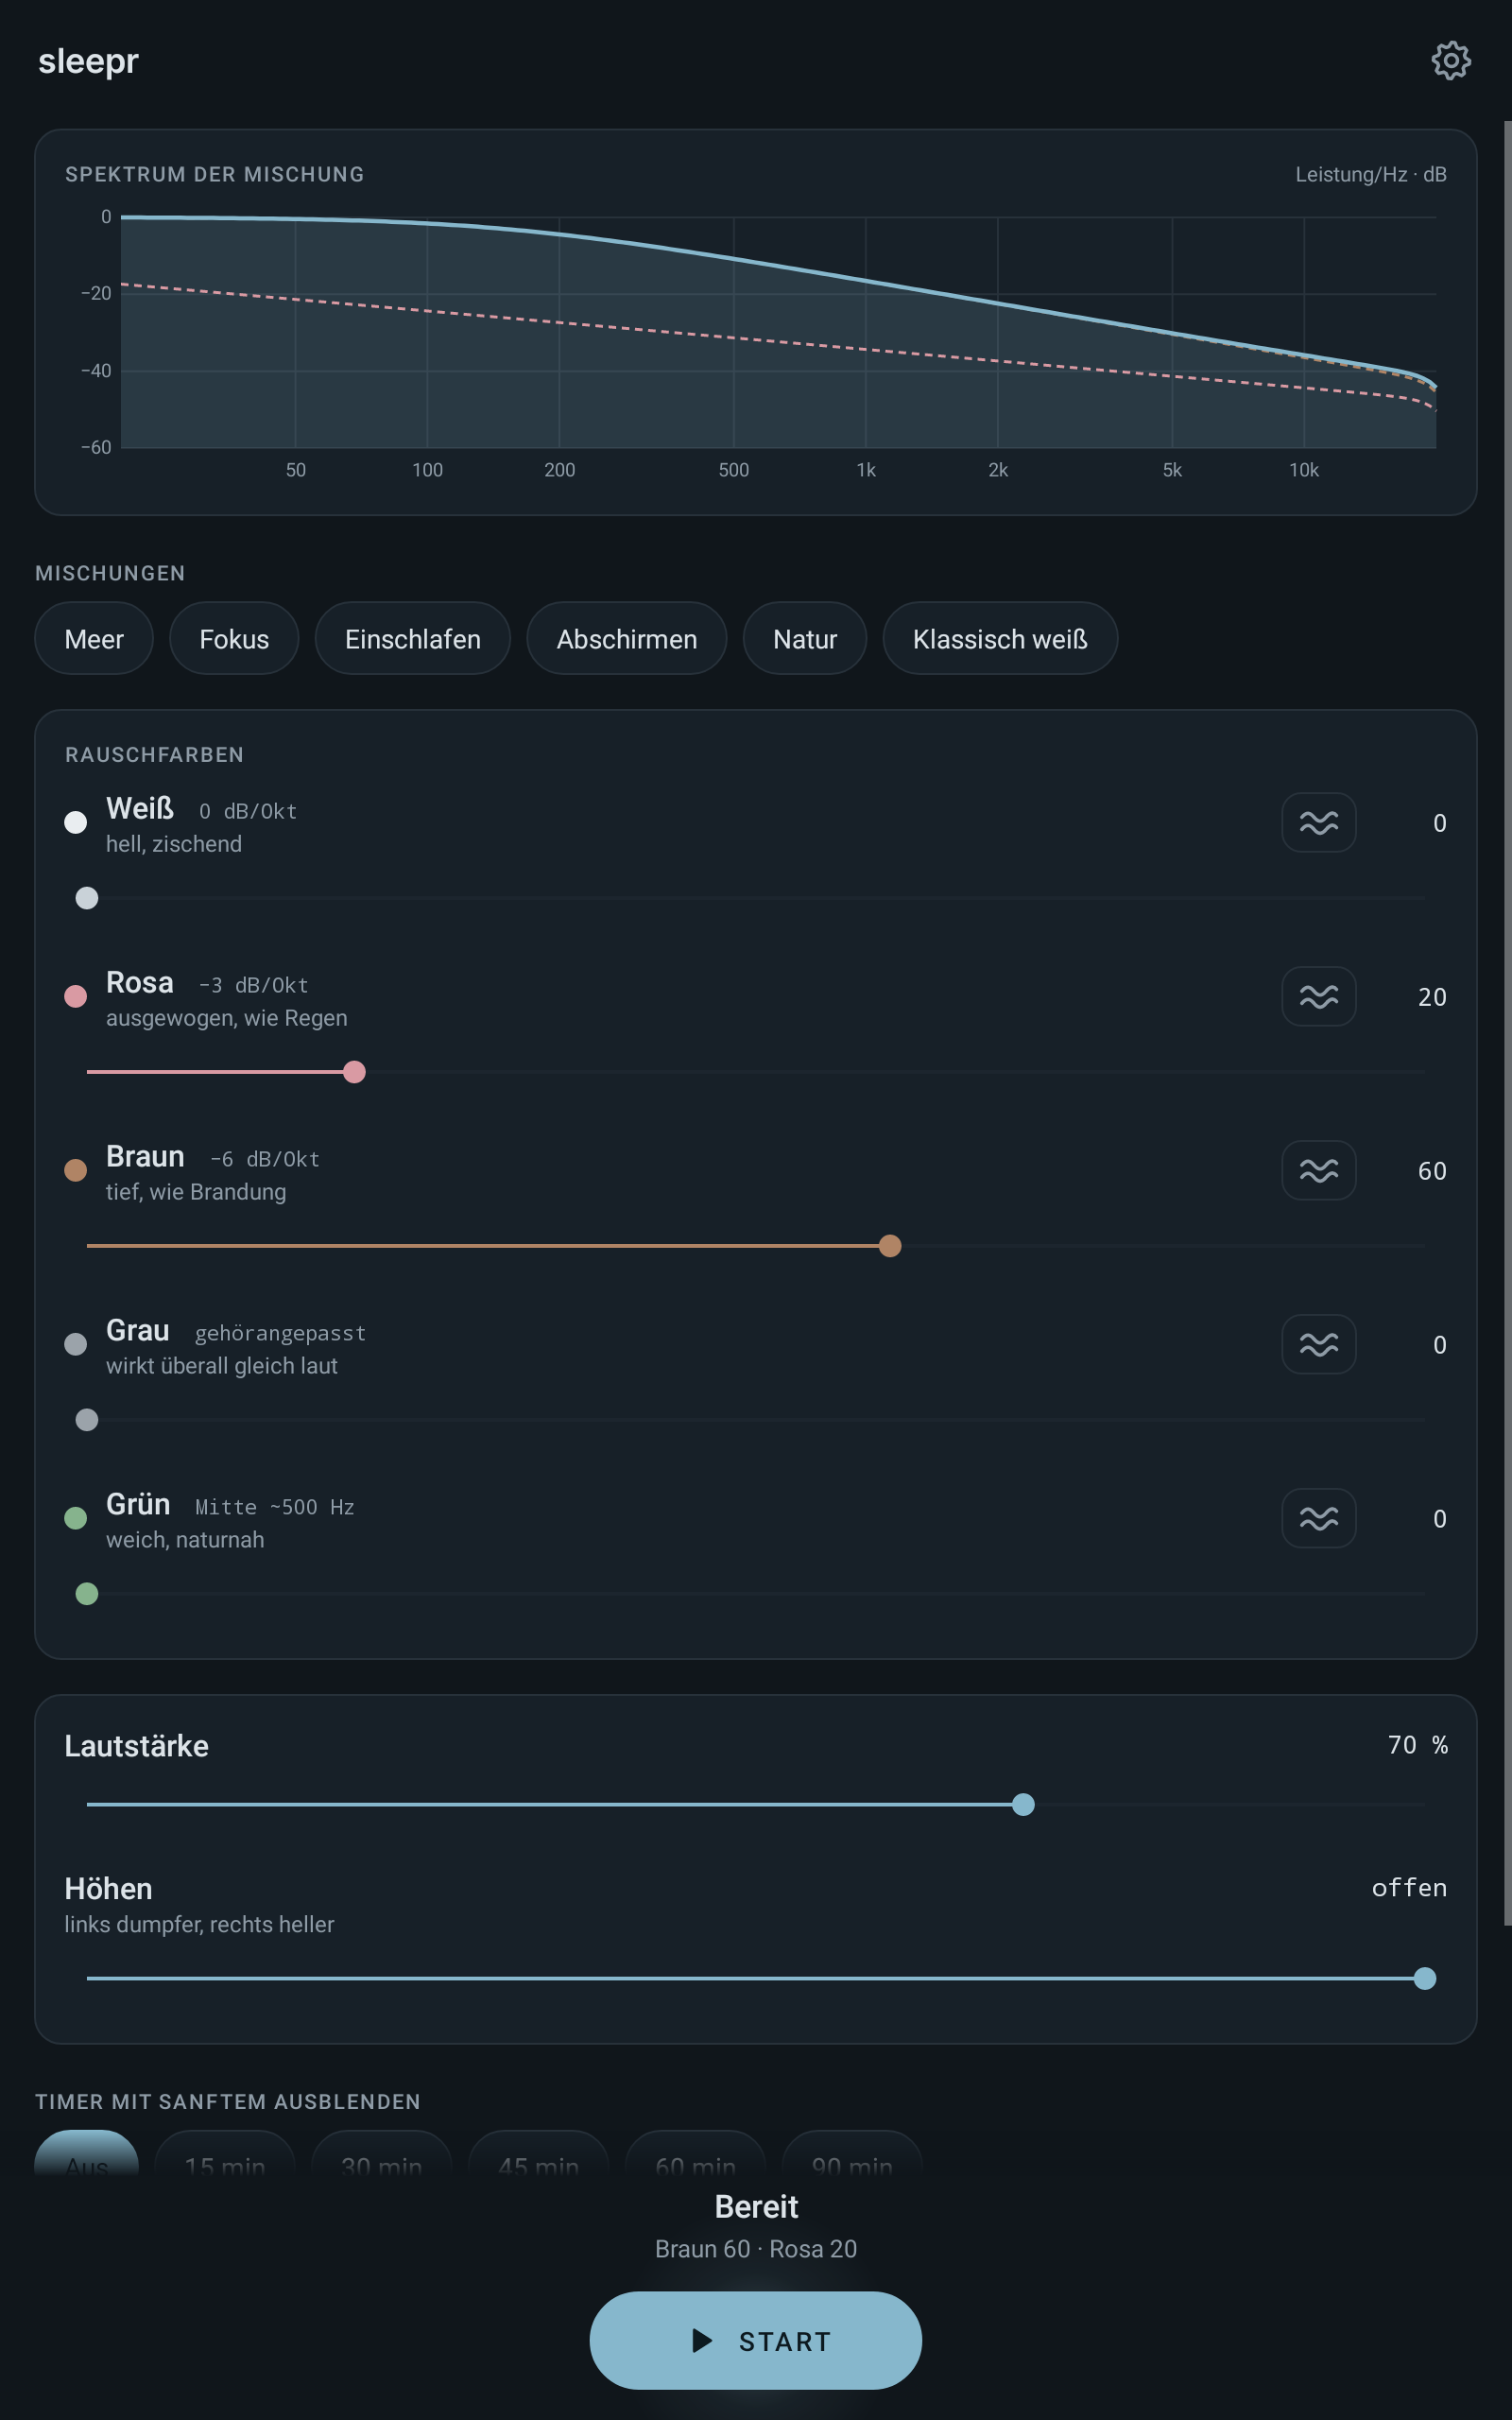 sleepr
SPEKTRUM DER MISCHUNG
Leistung/Hz · dB
0
−20
−40
−60
50 100 200 500 1k 2k 5k 10k
MISCHUNGEN
Meer Fokus Einschlafen Abschirmen Natur Klassisch weiß
RAUSCHFARBEN
Weiß 0 dB/Okt
hell, zischend
0
Rosa −3 dB/Okt
ausgewogen, wie Regen
20
Braun −6 dB/Okt
tief, wie Brandung
60
Grau gehörangepasst
wirkt überall gleich laut
0
Grün Mitte ~500 Hz
weich, naturnah
0
Lautstärke 70 %
Höhen offen
links dumpfer, rechts heller
TIMER MIT SANFTEM AUSBLENDEN
Aus 15 min 30 min 45 min 60 min 90 min
Bereit
Braun 60 · Rosa 20
START